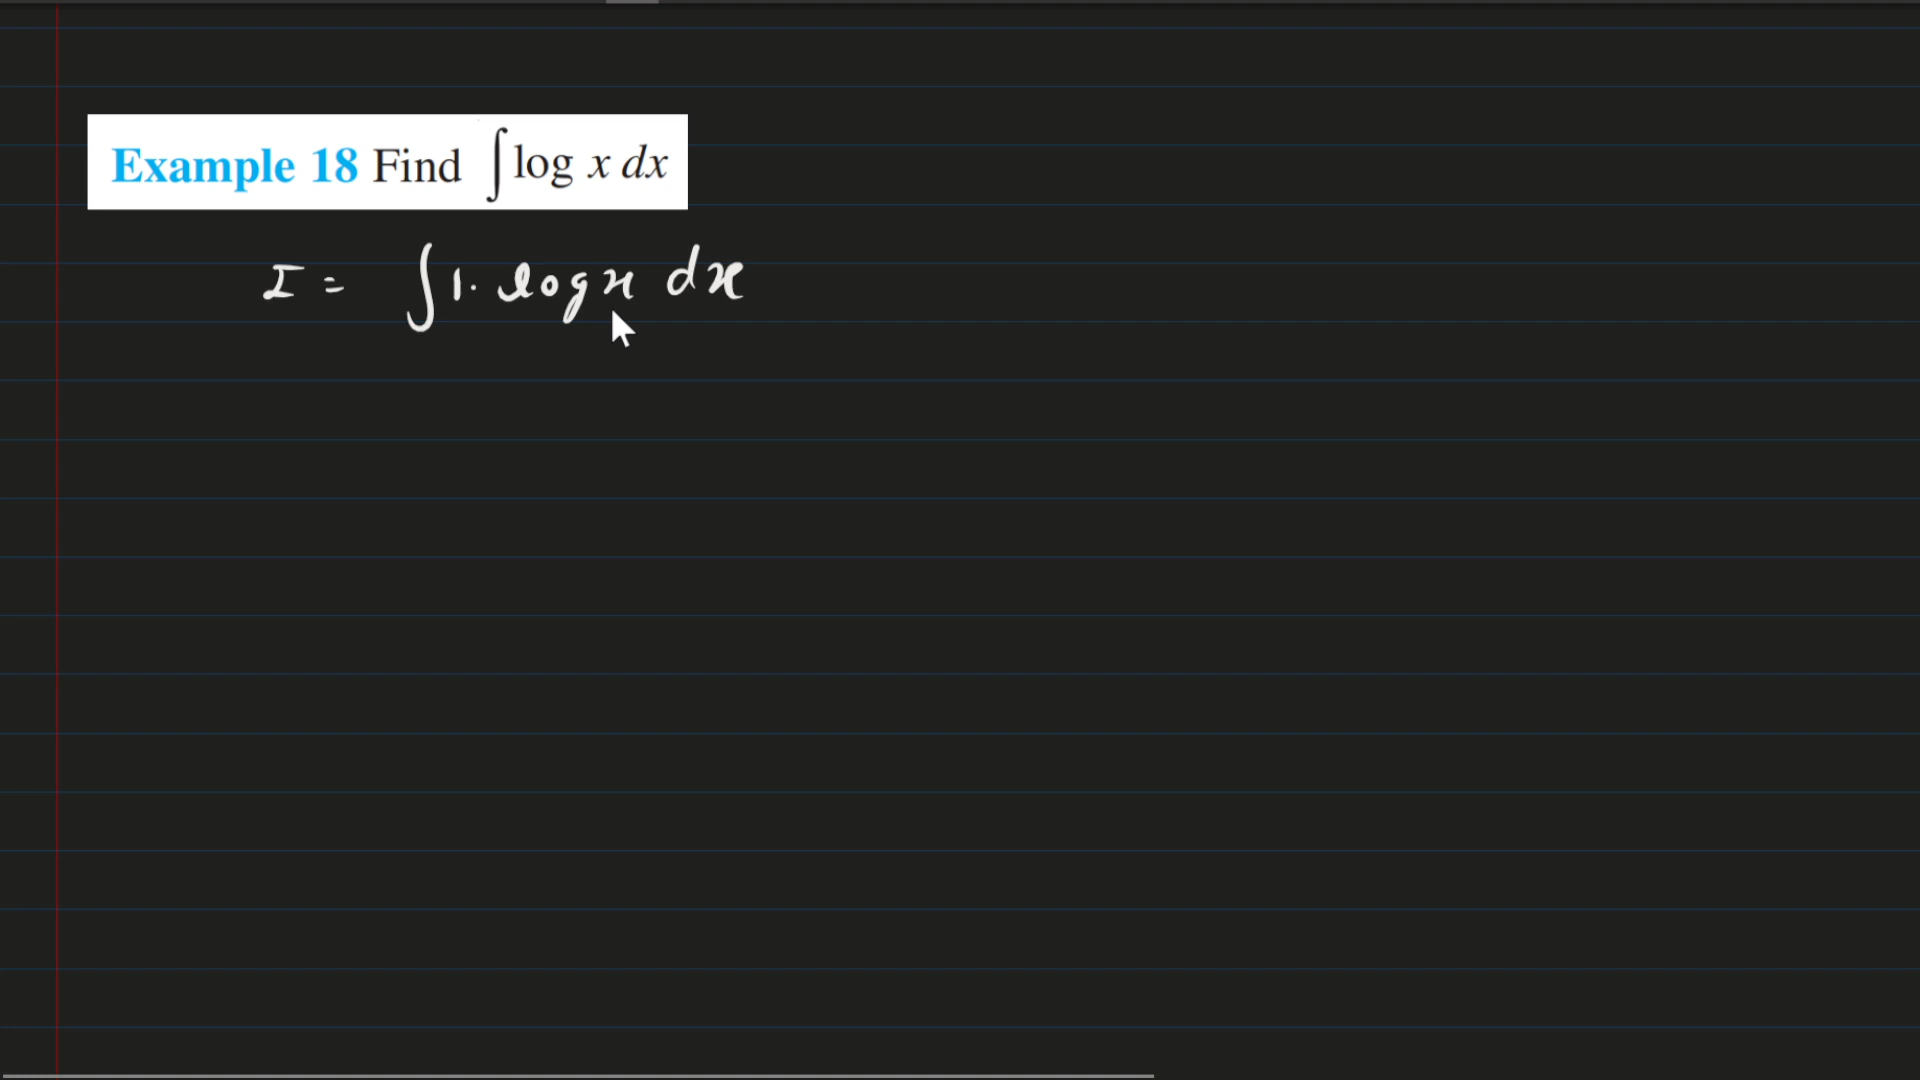 Example 18 Find ∫ log x dx
I = ∫ 1. log x dx